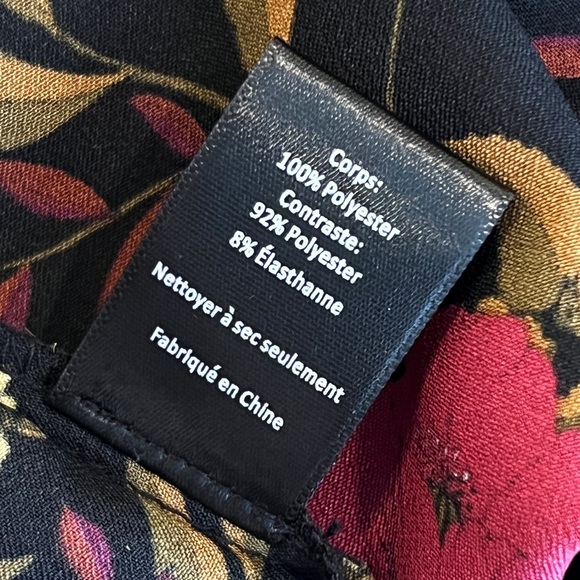 Corps:
100% Polyester
Contraste:
92% Polyester
8% Élasthanne
Nettoyer à sec seulement
Fabriqué en Chine